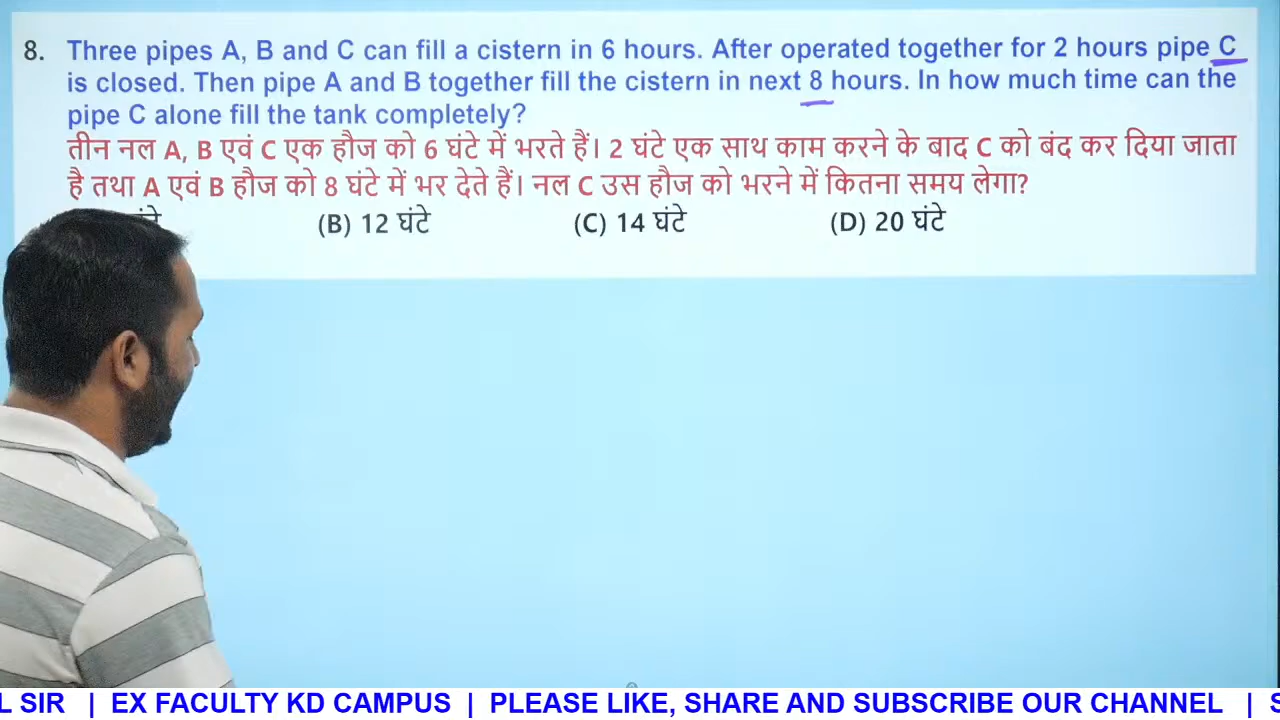 8. Three pipes A, B and C can fill a cistern in 6 hours. After operated together for 2 hours pipe C
is closed. Then pipe A and B together fill the cistern in next 8 hours. In how much time can the
pipe C alone fill the tank completely?
तीन नल A, B एवं C एक हौज को 6 घंटे में भरते हैं। 2 घंटे एक साथ काम करने के बाद C को बंद कर दिया जाता
है तथा A एवं B हौज को 8 घंटे में भर देते हैं। नल C उस हौज को भरने में कितना समय लेगा?
(B) 12 घंटे (C) 14 घंटे (D) 20 घंटे
L SIR | EX FACULTY KD CAMPUS | PLEASE LIKE, SHARE AND SUBSCRIBE OUR CHANNEL | S